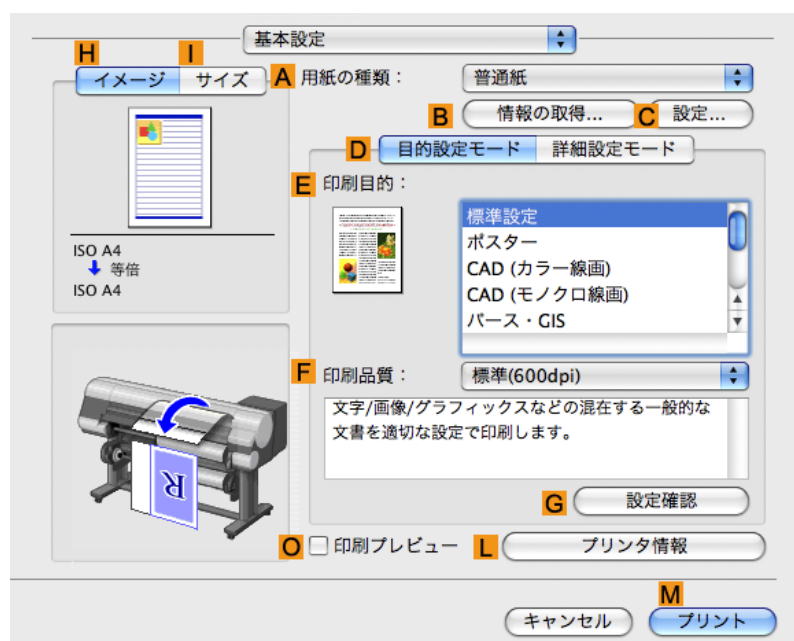 基本設定
H
I
イメージ
サイズ
A
用紙の種類：
普通紙
B
情報の取得...
C
設定...
D
目的設定モード
詳細設定モード
E
印刷目的：
標準設定
ポスター
CAD (カラー線画)
CAD (モノクロ線画)
パース・GIS
ISO A4
等倍
ISO A4
F
印刷品質：
標準(600dpi)
文字/画像/グラフィックスなどの混在する一般的な
文書を適切な設定で印刷します。
R
G
設定確認
O
印刷プレビュー
L
プリンタ情報
M
キャンセル
プリント